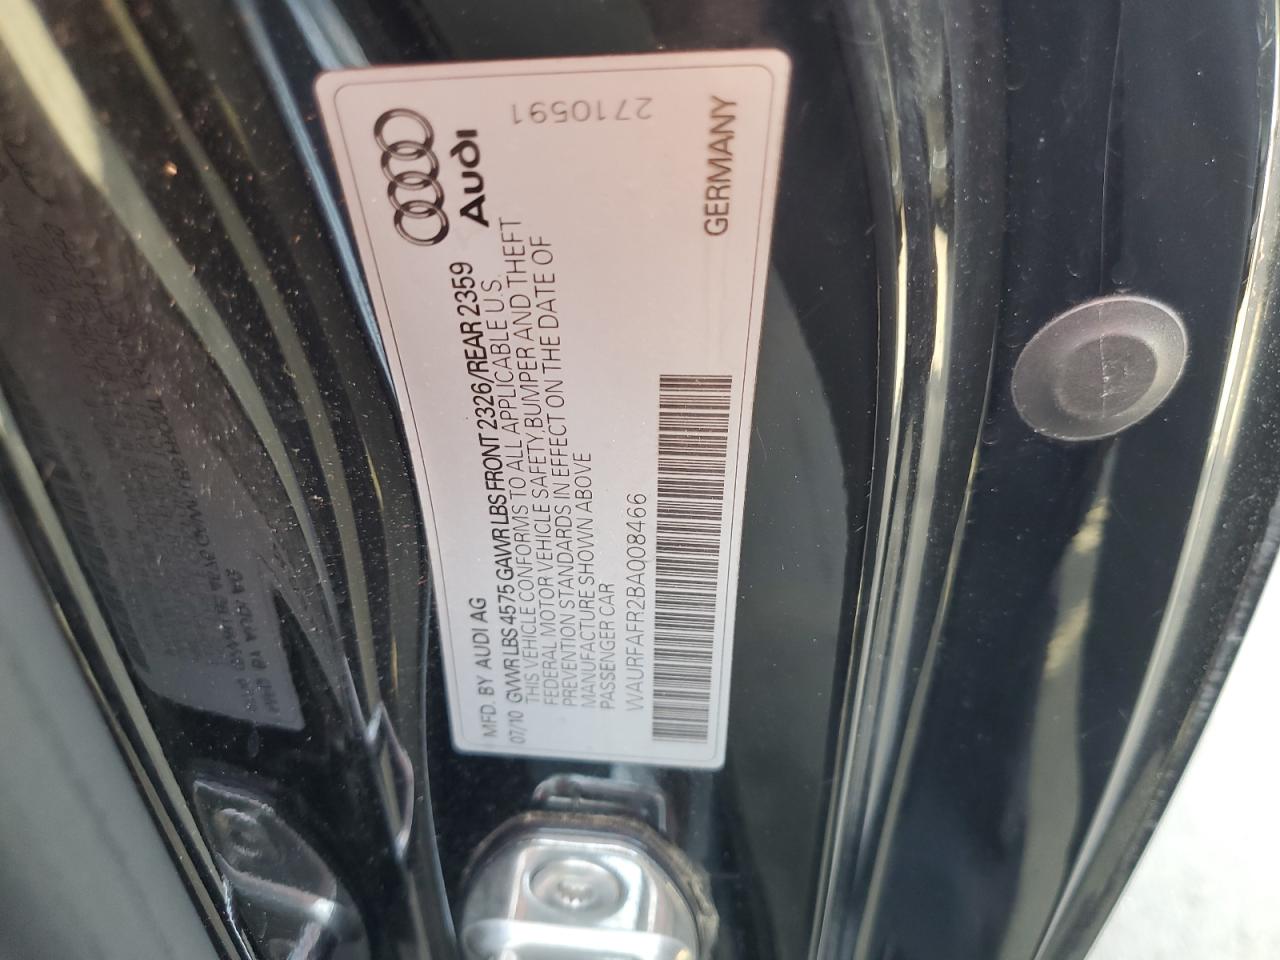 Audi
2710591
MFD. BY AUDI AG
07/10 GVWR LBS 4575 GAWR LBS FRONT 2326/REAR 2359
THIS VEHICLE CONFORMS TO ALL APPLICABLE U.S.
FEDERAL MOTOR VEHICLE SAFETY, BUMPER AND THEFT
PREVENTION STANDARDS IN EFFECT ON THE DATE OF
MANUFACTURE SHOWN ABOVE
PASSENGER CAR
WAURFAFR2BA008466
GERMANY